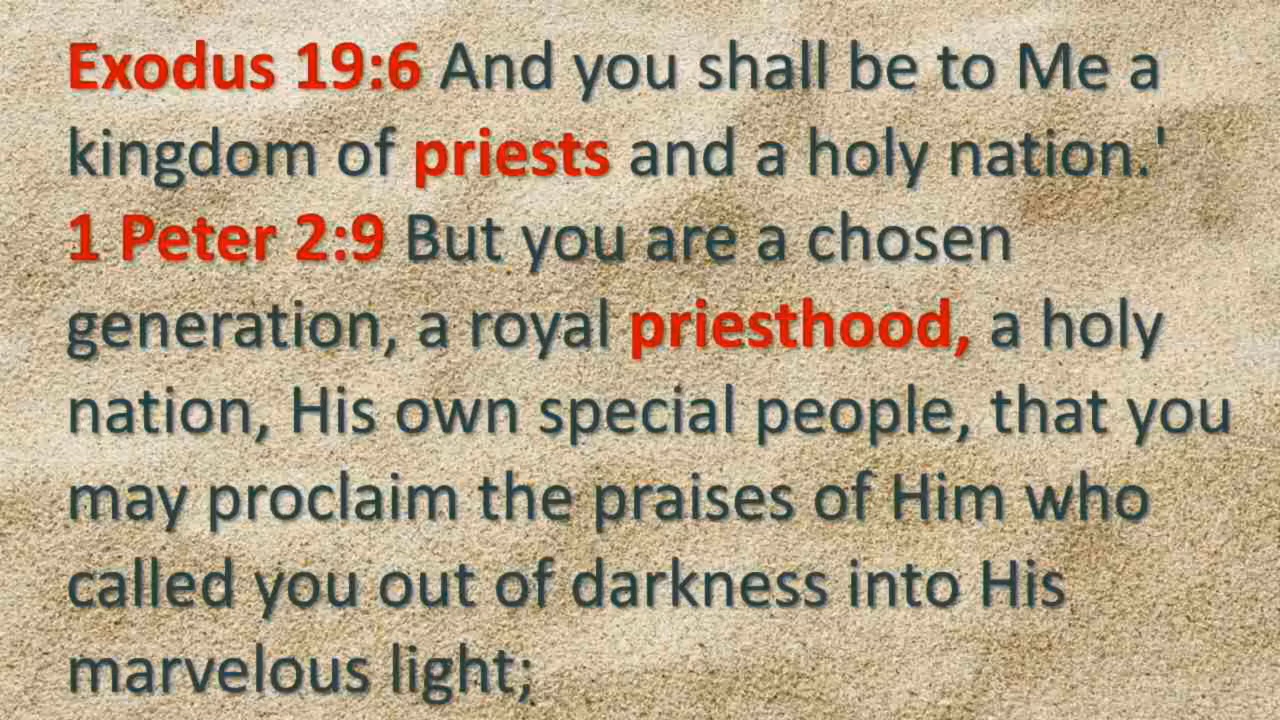 Exodus 19:6 And you shall be to Me a
kingdom of priests and a holy nation.'
1 Peter 2:9 But you are a chosen
generation, a royal priesthood, a holy
nation, His own special people, that you
may proclaim the praises of Him who
called you out of darkness into His
marvelous light;